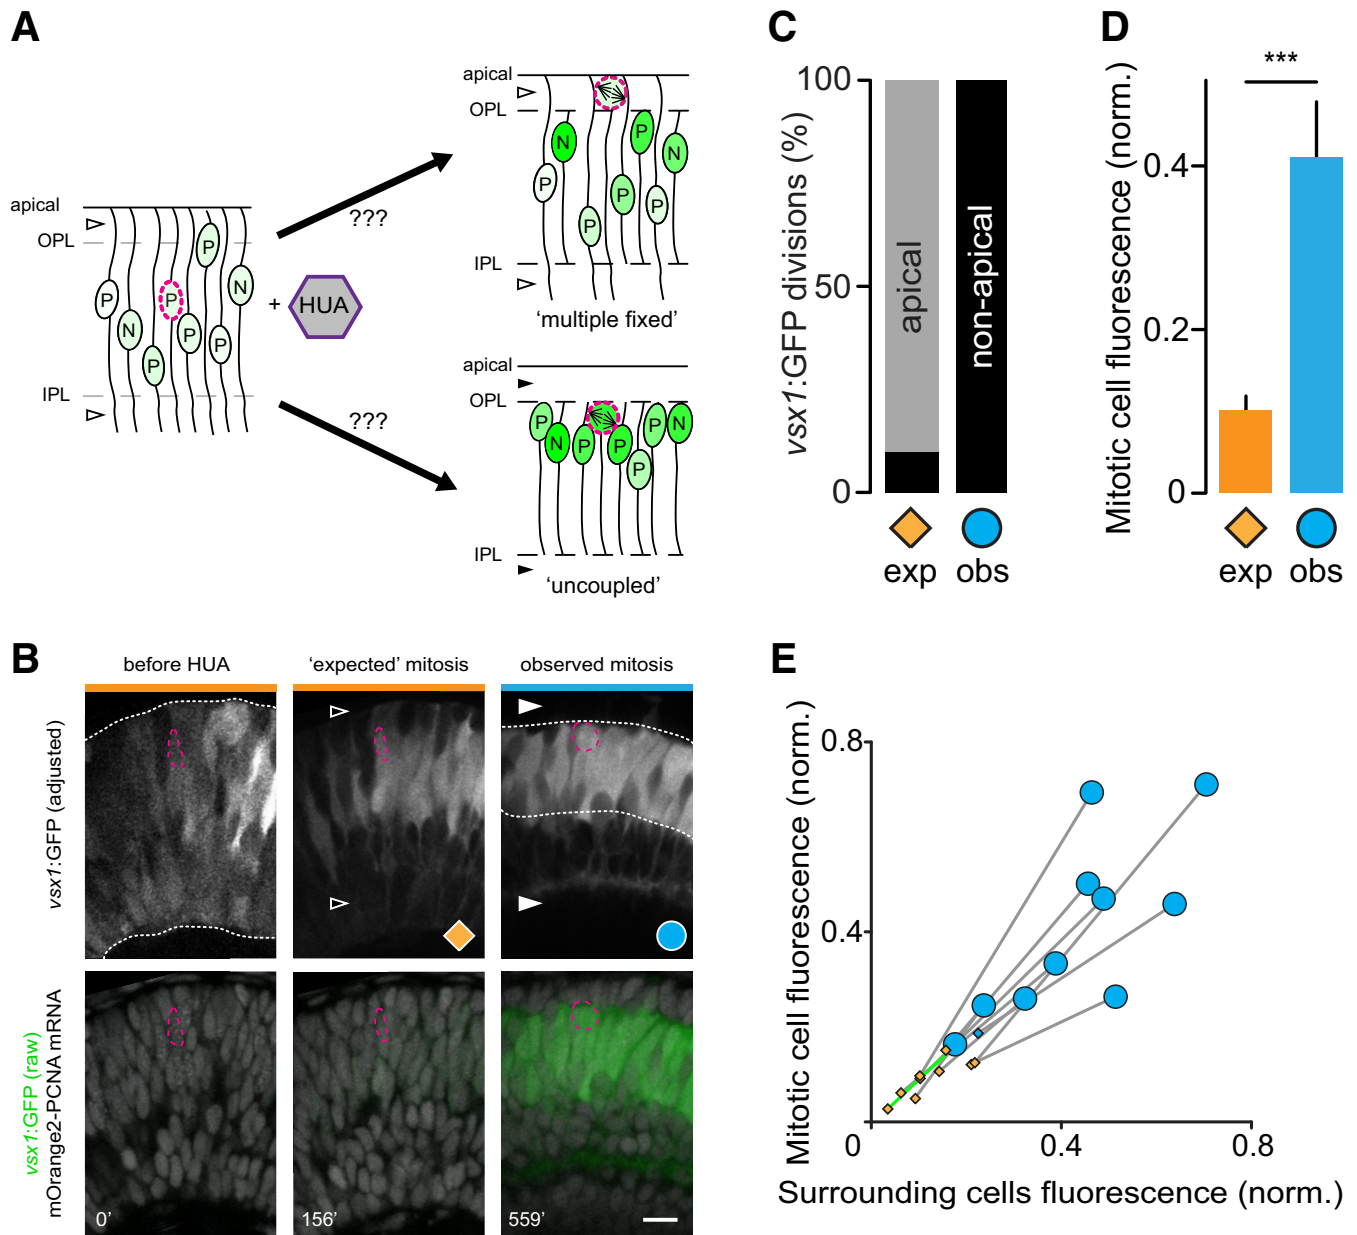 A
apical
OPL
IPL
P
P
N
P
N
P
P
P
+
HUA
???
???
apical
OPL
IPL
N
P
N
P
P
P
P
'multiple fixed'
apical
OPL
IPL
P
N
P
P
P
P
N
'uncoupled'
C
vsx1:GFP divisions (%)
100
50
0
apical
non-apical
exp obs
D
Mitotic cell fluorescence (norm.)
0.4
0.2
0
***
exp obs
B
before HUA
'expected' mitosis
observed mitosis
vsx1:GFP (adjusted)
vsx1:GFP (raw)
mOrange2-PCNA mRNA
0'
156'
559'
E
Mitotic cell fluorescence (norm.)
0.8
0.4
0
0.4
0.8
Surrounding cells fluorescence (norm.)